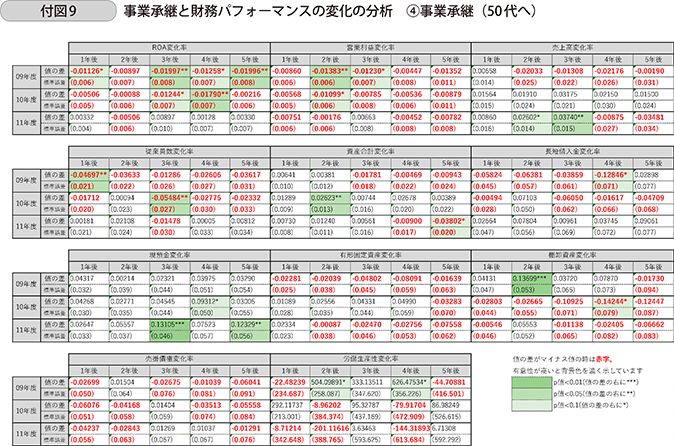 付図9 事業承継と財務パフォーマンスの変化の分析 ④事業承継（50代へ）
ROA変化率 営業利益変化率 売上高変化率
1年後 2年後 3年後 4年後 5年後 1年後 2年後 3年後 4年後 5年後 1年後 2年後 3年後 4年後 5年後
09年度 値の差 -0.01126* -0.00897 -0.01997** -0.01258* -0.01996** -0.00860 -0.01383** -0.01230* -0.00447 -0.01352 0.00658 -0.02033 -0.01308 -0.02176 -0.00190
標準誤差 (0.006) (0.007) (0.008) (0.007) (0.008) (0.006) (0.006) (0.007) (0.008) (0.009) (0.014) (0.025) (0.022) (0.026) (0.031)
10年度 値の差 -0.00506 -0.00088 -0.01244* -0.01790** -0.00216 -0.00568 -0.01099* -0.00785 -0.00536 -0.00879 0.01564 0.01910 0.03175 0.02150 0.01500
標準誤差 (0.005) (0.006) (0.007) (0.007) (0.006) (0.005) (0.006) (0.008) (0.008) (0.011) (0.015) (0.024) (0.027) (0.029) (0.031)
11年度 値の差 0.00332 -0.00506 0.00897 0.00128 0.00330 -0.00751 -0.00176 0.00663 -0.00452 -0.00782 0.00860 0.02602* 0.03740** -0.00875 -0.03481
標準誤差 (0.004) (0.006) (0.010) (0.007) (0.007) (0.006) (0.006) (0.008) (0.008) (0.008) (0.016) (0.014) (0.015) (0.027) (0.034)
従業員数変化率 資産合計変化率 長短借入金変化率
1年後 2年後 3年後 4年後 5年後 1年後 2年後 3年後 4年後 5年後 1年後 2年後 3年後 4年後 5年後
09年度 値の差 -0.04697** -0.03633 -0.01286 -0.02606 -0.03617 0.00641 0.00381 -0.01781 -0.00469 -0.00943 -0.05824 -0.06381 -0.03859 -0.12846* 0.02898
標準誤差 (0.021) (0.022) (0.026) (0.027) (0.031) (0.010) (0.012) (0.018) (0.022) (0.024) (0.045) (0.057) (0.061) (0.071) (0.077)
10年度 値の差 -0.01712 0.00094 -0.05484** -0.02775 -0.02332 0.01289 0.02623** 0.00744 0.02678 0.00389 -0.00494 0.07103 -0.06050 -0.01617 -0.04709
標準誤差 (0.020) (0.023) (0.027) (0.030) (0.033) (0.009) (0.013) (0.016) (0.020) (0.022) (0.028) (0.050) (0.062) (0.066) (0.068)
11年度 値の差 0.00181 0.02108 -0.01478 0.00005 0.00812 0.00730 0.01240 0.00561 -0.00900 -0.03802* 0.02664 0.07804 0.00961 0.03745 0.09051
標準誤差 (0.015) (0.021) (0.024) (0.024) (0.031) (0.008) (0.011) (0.016) (0.017) (0.020) (0.047) (0.056) (0.069) (0.072) (0.077)
現預金変化率 有形固定資産変化率 棚卸資産変化率
1年後 2年後 3年後 4年後 5年後 1年後 2年後 3年後 4年後 5年後 1年後 2年後 3年後 4年後 5年後
09年度 値の差 0.00317 0.00214 0.02321 0.03975 0.03290 -0.02281 -0.02039 -0.04802 -0.08091 -0.01639 0.04131 0.13699*** 0.03720 0.07870 -0.01730
標準誤差 (0.032) (0.039) (0.044) (0.051) (0.054) (0.025) (0.038) (0.045) (0.059) (0.063) (0.047) (0.053) (0.065) (0.073) (0.094)
10年度 値の差 0.04268 0.02771 0.04545 0.09312* 0.03105 0.01089 0.02556 0.04331 0.04990 -0.03283 -0.02803 -0.02665 -0.10925 -0.14244* -0.12447
標準誤差 (0.030) (0.035) (0.044) (0.050) (0.055) (0.020) (0.035) (0.044) (0.055) (0.057) (0.044) (0.055) (0.071) (0.079) (0.087)
11年度 値の差 0.02647 0.05557 0.13105*** 0.07523 0.12329** 0.02334 -0.00087 -0.02470 -0.02756 -0.07558 -0.00546 0.05553 -0.01138 -0.02405 -0.06662
標準誤差 (0.033) (0.038) (0.046) (0.052) (0.056) (0.023) (0.038) (0.047) (0.052) (0.058) (0.046) (0.055) (0.065) (0.082) (0.083)
売掛債権変化率 労働生産性変化率
1年後 2年後 3年後 4年後 5年後 1年後 2年後 3年後 4年後 5年後
09年度 値の差 -0.02699 0.01504 -0.02675 -0.01039 -0.06041 -22.48239 504.09891* 333.13511 626.47534* -44.70881
標準誤差 (0.050) (0.064) (0.076) (0.081) (0.091) (234.687) (258.087) (347.620) (356.226) (416.501)
10年度 値の差 -0.06076 -0.04168 0.01404 -0.03513 -0.05558 292.11737 -8.96202 95.32787 -79.91704 86.98249
標準誤差 (0.051) (0.058) (0.059) (0.074) (0.084) (213.001) (384.374) (437.189) (472.909) (526.615)
11年度 値の差 -0.04237 -0.02843 0.01269 0.01037 -0.01291 -8.71214 -201.11616 3.63463 -144.31893 6.71308
標準誤差 (0.056) (0.063) (0.067) (0.076) (0.076) (342.648) (388.765) (593.625) (613.684) (592.292)
値の差がマイナス値の時は赤字。
有意性が高いと背景色を濃く示しています
p値<0.01(値の差の右に***)
p値<0.05(値の差の右に**)
p値<0.1(値の差の右に*)